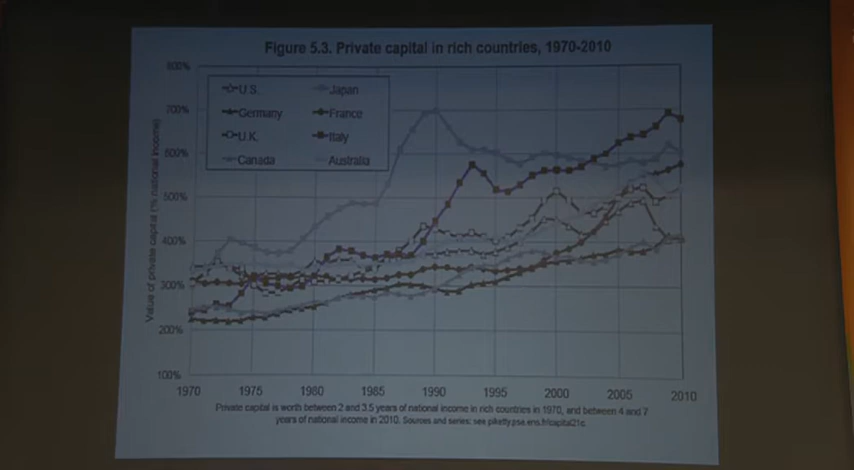 Figure 5.3. Private capital in rich countries, 1970-2010
800%
700%
600%
500%
400%
300%
200%
100%
Value of private capital (% national income)
U.S.
Japan
Germany
France
U.K.
Italy
Canada
Australia
1970 1975 1980 1985 1990 1995 2000 2005 2010
Private capital is worth between 2 and 3.5 years of national income in rich countries in 1970, and between 4 and 7
years of national income in 2010. Sources and series: see piketty.pse.ens.fr/capital21c.